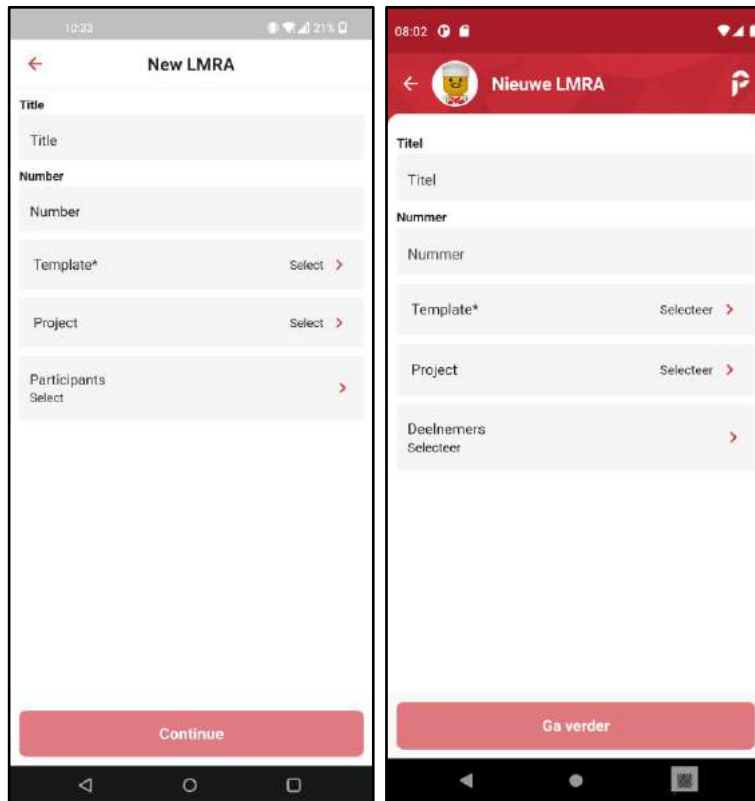 10:33
21%
New LMRA
Title
Title
Number
Number
Template*
Select
Project
Select
Participants
Select
Continue
08:02
Nieuwe LMRA
Titel
Titel
Nummer
Nummer
Template*
Selecteer
Project
Selecteer
Deelnemers
Selecteer
Ga verder